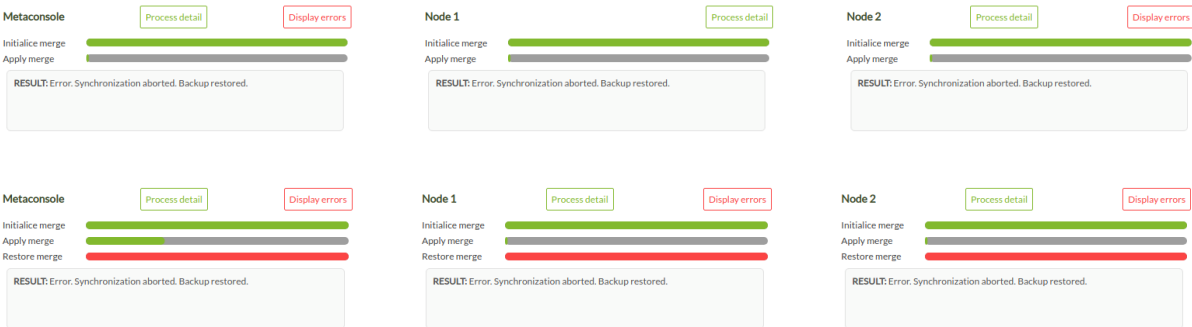 Metaconsole Process detail Display errors
Initialice merge
Apply merge
RESULT: Error. Synchronization aborted. Backup restored.
Node 1 Process detail
Initialice merge
Apply merge
RESULT: Error. Synchronization aborted. Backup restored.
Node 2 Process detail Display errors
Initialice merge
Apply merge
RESULT: Error. Synchronization aborted. Backup restored.
Metaconsole Process detail Display errors
Initialice merge
Apply merge
Restore merge
RESULT: Error. Synchronization aborted. Backup restored.
Node 1 Process detail Display errors
Initialice merge
Apply merge
Restore merge
RESULT: Error. Synchronization aborted. Backup restored.
Node 2 Process detail Display errors
Initialice merge
Apply merge
Restore merge
RESULT: Error. Synchronization aborted. Backup restored.